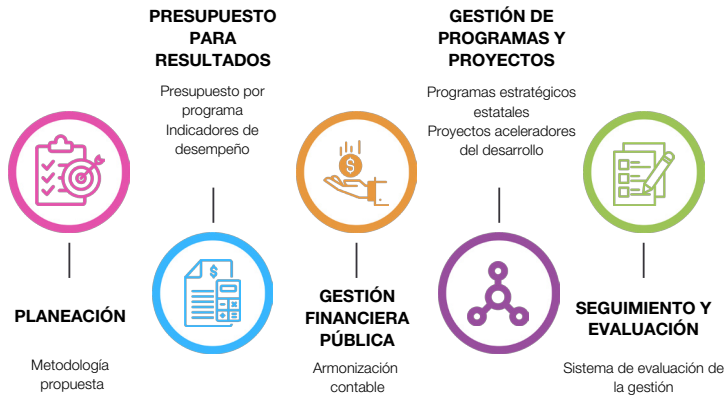 PLANEACIÓN
Metodología
propuesta
PRESUPUESTO
PARA
RESULTADOS
Presupuesto por
programa
Indicadores de
desempeño
$
$
GESTIÓN
FINANCIERA
PÚBLICA
Armonización
contable
GESTIÓN DE
PROGRAMAS Y
PROYECTOS
Programas estratégicos
estatales
Proyectos aceleradores
del desarrollo
SEGUIMIENTO Y
EVALUACIÓN
Sistema de evaluación de
la gestión